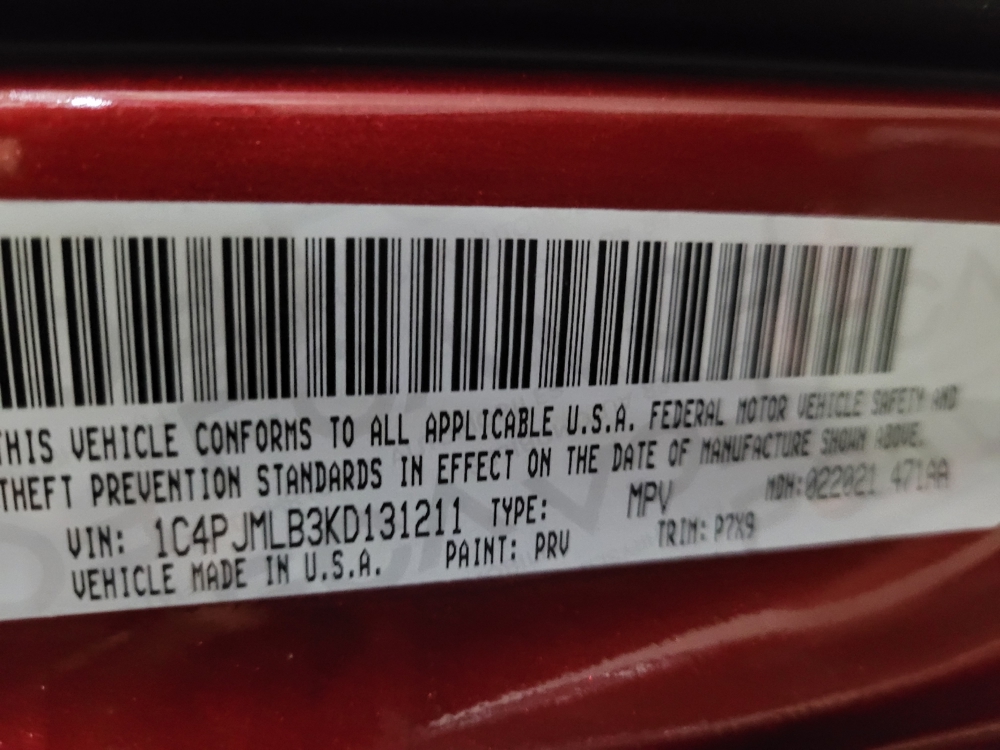 THIS VEHICLE CONFORMS TO ALL APPLICABLE U.S.A. FEDERAL MOTOR VEHICLE SAFETY AND
THEFT PREVENTION STANDARDS IN EFFECT ON THE DATE OF MANUFACTURE SHOWN ABOVE.
VIN: 1C4PJMLB3KD131211 TYPE: MPV MDH:022021 471AA
VEHICLE MADE IN U.S.A. PAINT: PRV TRIM: P7X9